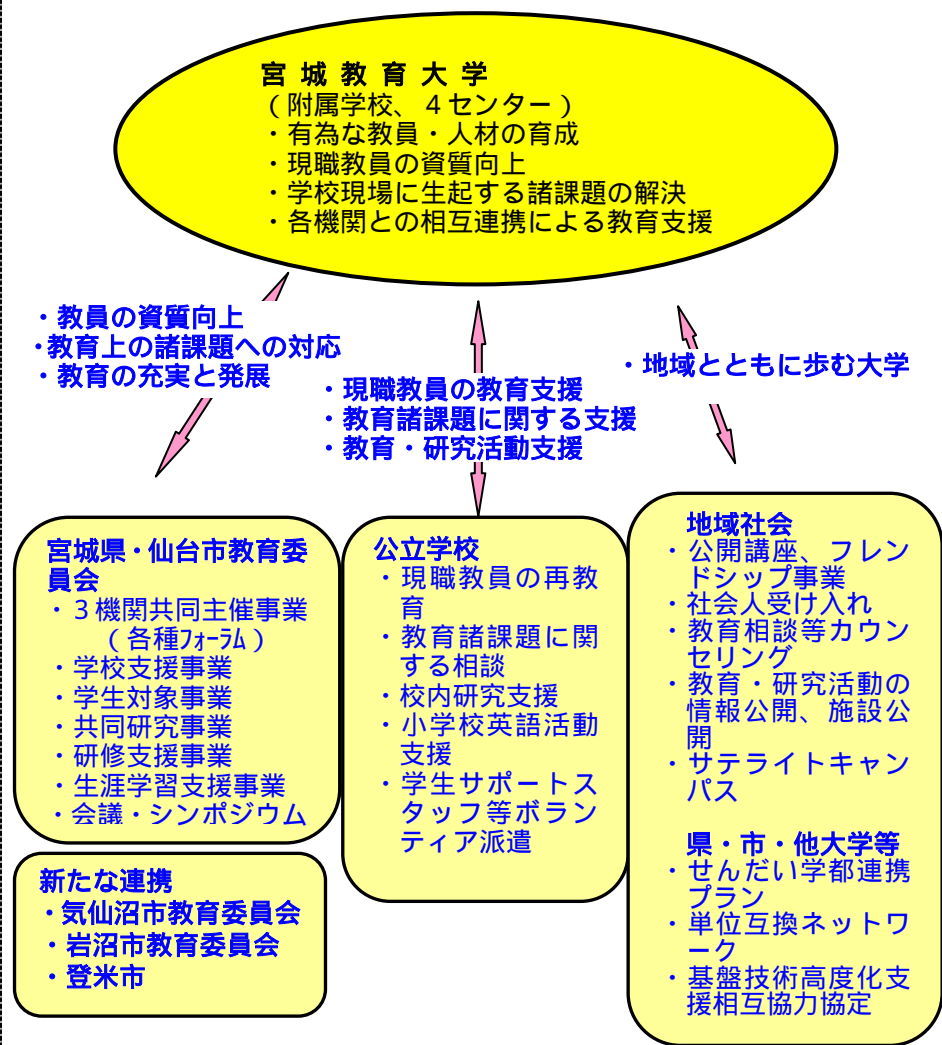 宮城教育大学
（附属学校、４センター）
・有為な教員・人材の育成
・現職教員の資質向上
・学校現場に生起する諸課題の解決
・各機関との相互連携による教育支援
・教員の資質向上
・教育上の諸課題への対応
・教育の充実と発展
・現職教員の教育支援
・教育諸課題に関する支援
・教育・研究活動支援
・地域とともに歩む大学
宮城県・仙台市教育委
員会
・３機関共同主催事業
（各種ﾌｫｰﾗﾑ）
・学校支援事業
・学生対象事業
・共同研究事業
・研修支援事業
・生涯学習支援事業
・会議・シンポジウム
新たな連携
・気仙沼市教育委員会
・岩沼市教育委員会
・登米市
公立学校
・現職教員の再教
育
・教育諸課題に関
する相談
・校内研究支援
・小学校英語活動
支援
・学生サポートス
タッフ等ボラン
ティア派遣
地域社会
・公開講座、フレン
ドシップ事業
・社会人受け入れ
・教育相談等カウン
セリング
・教育・研究活動の
情報公開、施設公
開
・サテライトキャン
パス
県・市・他大学等
・せんだい学都連携
プラン
・単位互換ネットワ
ーク
・基盤技術高度化支
援相互協力協定